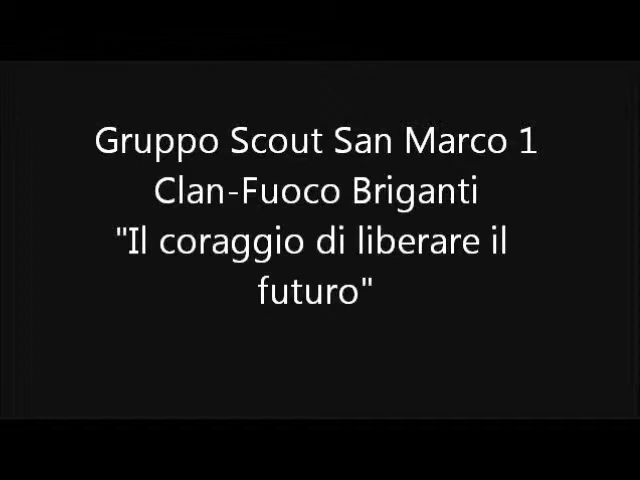 Gruppo Scout San Marco 1
Clan-Fuoco Briganti
"Il coraggio di liberare il
futuro"